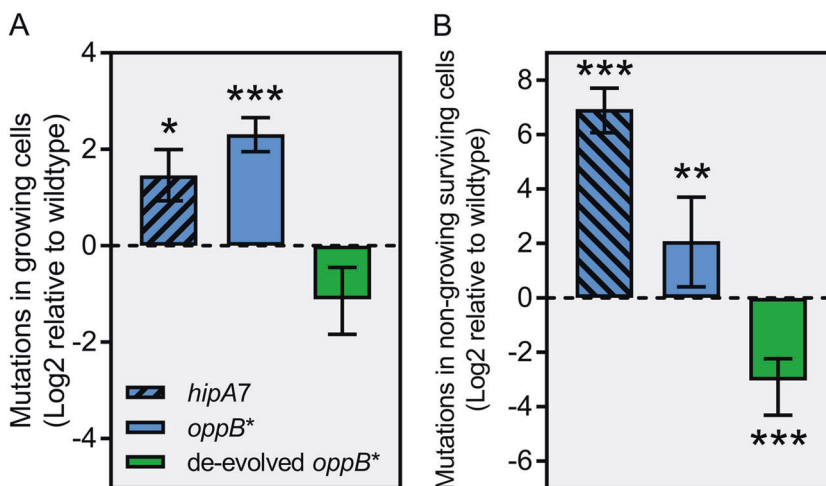 A
Mutations in growing cells
(Log2 relative to wildtype)
4
2
0
-2
-4
*
***
hipA7
oppB*
de-evolved oppB*
B
Mutations in non-growing surviving cells
(Log2 relative to wildtype)
8
6
4
2
0
-2
-4
-6
***
**
***